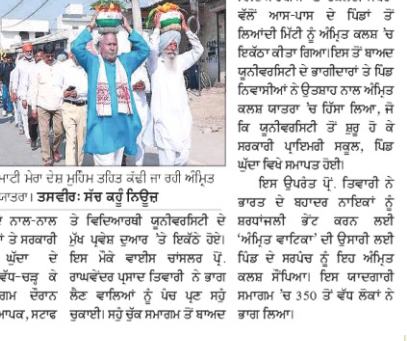 ਮਾਟੀ ਮੇਰਾ ਦੇਸ਼ ਮੁਹਿੰਮ ਤਹਿਤ ਕੱਢੀ ਜਾ ਰਹੀ ਅੰਮ੍ਰਿਤ
ਯਾਤਰਾ। ਤਸਵੀਰ: ਸੱਚ ਕਹੂੰ ਨਿਊਜ਼
ਦ ਨਾਲ-ਨਾਲ
ਾਂ ਤੇ ਸਰਕਾਰੀ
ਘੁੱਦਾ ਦੇ
ਵੱਧ-ਚੜ੍ਹ ਕੇ
ਗਮ ਦੌਰਾਨ
ਮਾਪਕ, ਸਟਾਫ
ਤੇ ਵਿਦਿਆਰਥੀ ਯੂਨੀਵਰਸਿਟੀ ਦੇ
ਮੁੱਖ ਪ੍ਰਵੇਸ਼ ਦੁਆਰ 'ਤੇ ਇਕੱਠੇ ਹੋਏ।
ਇਸ ਮੌਕੇ ਵਾਈਸ ਚਾਂਸਲਰ ਪ੍ਰੋ.
ਰਾਘਵੇਂਦਰ ਪ੍ਰਸਾਦ ਤਿਵਾਰੀ ਨੇ ਭਾਗ
ਲੈਣ ਵਾਲਿਆਂ ਨੂੰ ਪੰਚ ਪ੍ਰਣ ਸਹੁੰ
ਚੁਕਾਈ। ਸਹੁੰ ਚੁੱਕ ਸਮਾਗਮ ਤੋਂ ਬਾਅਦ
ਵੱਲੋਂ ਆਸ-ਪਾਸ ਦੇ ਪਿੰਡਾਂ ਤੋਂ
ਲਿਆਂਦੀ ਮਿੱਟੀ ਨੂੰ ਅੰਮ੍ਰਿਤ ਕਲਸ਼ 'ਚ
ਇਕੱਠਾ ਕੀਤਾ ਗਿਆ।ਇਸ ਤੋਂ ਬਾਅਦ
ਯੂਨੀਵਰਸਿਟੀ ਦੇ ਭਾਗੀਦਾਰਾਂ ਤੇ ਪਿੰਡ
ਨਿਵਾਸੀਆਂ ਨੇ ਉਤਸ਼ਾਹ ਨਾਲ ਅੰਮ੍ਰਿਤ
ਕਲਸ਼ ਯਾਤਰਾ 'ਚ ਹਿੱਸਾ ਲਿਆ, ਜੋ
ਕਿ ਯੂਨੀਵਰਸਿਟੀ ਤੋਂ ਸ਼ੁਰੂ ਹੋ ਕੇ
ਸਰਕਾਰੀ ਪ੍ਰਾਇਮਰੀ ਸਕੂਲ, ਪਿੰਡ
ਘੁੱਦਾ ਵਿਖੇ ਸਮਾਪਤ ਹੋਈ।
ਇਸ ਉਪਰੰਤ ਪ੍ਰੋ. ਤਿਵਾਰੀ ਨੇ
ਭਾਰਤ ਦੇ ਬਹਾਦਰ ਨਾਇਕਾਂ ਨੂੰ
ਸ਼ਰਧਾਂਜਲੀ ਭੇਂਟ ਕਰਨ ਲਈ
'ਅੰਮ੍ਰਿਤ ਵਾਟਿਕਾ' ਦੀ ਉਸਾਰੀ ਲਈ
ਪਿੰਡ ਦੇ ਸਰਪੰਚ ਨੂੰ ਇਹ ਅੰਮ੍ਰਿਤ
ਕਲਸ਼ ਸੌਂਪਿਆ। ਇਸ ਯਾਦਗਾਰੀ
ਸਮਾਗਮ 'ਚ 350 ਤੋਂ ਵੱਧ ਲੋਕਾਂ ਨੇ
ਭਾਗ ਲਿਆ।